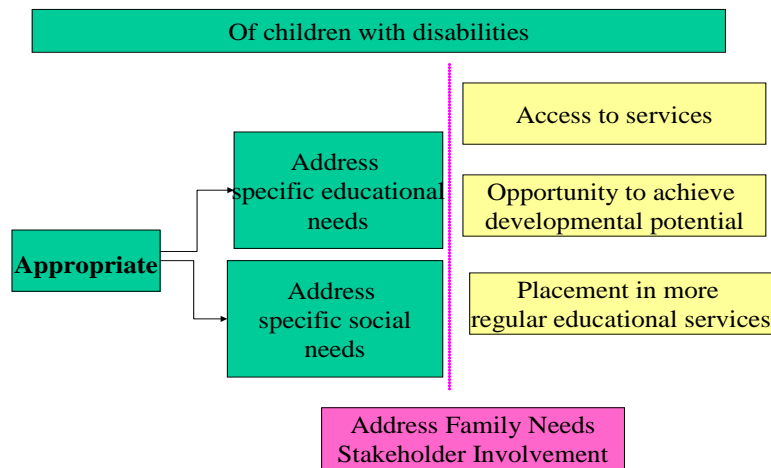 Of children with disabilities
Appropriate
Address
specific educational
needs
Address
specific social
needs
Access to services
Opportunity to achieve
developmental potential
Placement in more
regular educational services
Address Family Needs
Stakeholder Involvement